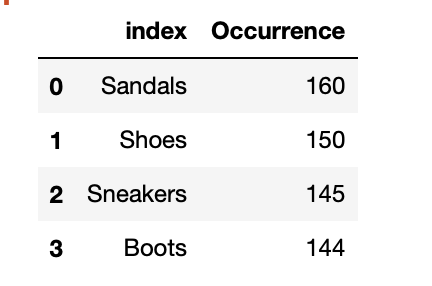 index Occurrence
0 Sandals 160
1 Shoes 150
2 Sneakers 145
3 Boots 144